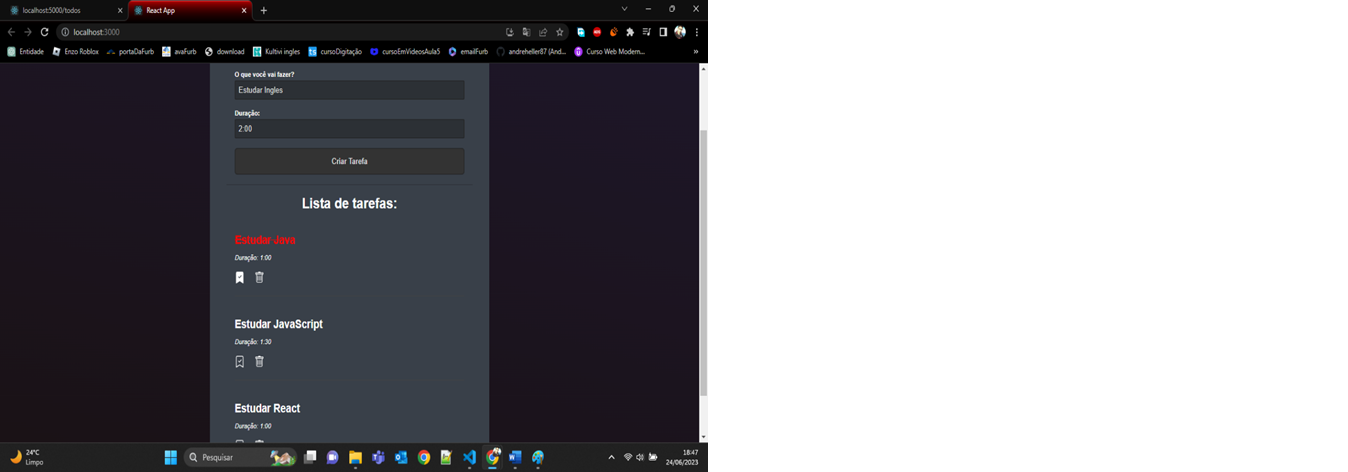 localhost:5000/todos
React App
localhost:3000
Entidade
Enzo Roblox
portaDaFurb
avaFurb
download
Kultivi ingles
cursoDigitação
cursoEmVideosAula5
emailFurb
andreheller87 (And...
Curso Web Modern...
O que você vai fazer?
Estudar Ingles
Duração:
2:00
Criar Tarefa
Lista de tarefas:
Estudar Java
Duração: 1:00
Estudar JavaScript
Duração: 1:30
Estudar React
Duração: 1:00
24°C
Limpo
Pesquisar
18:47
24/06/2023